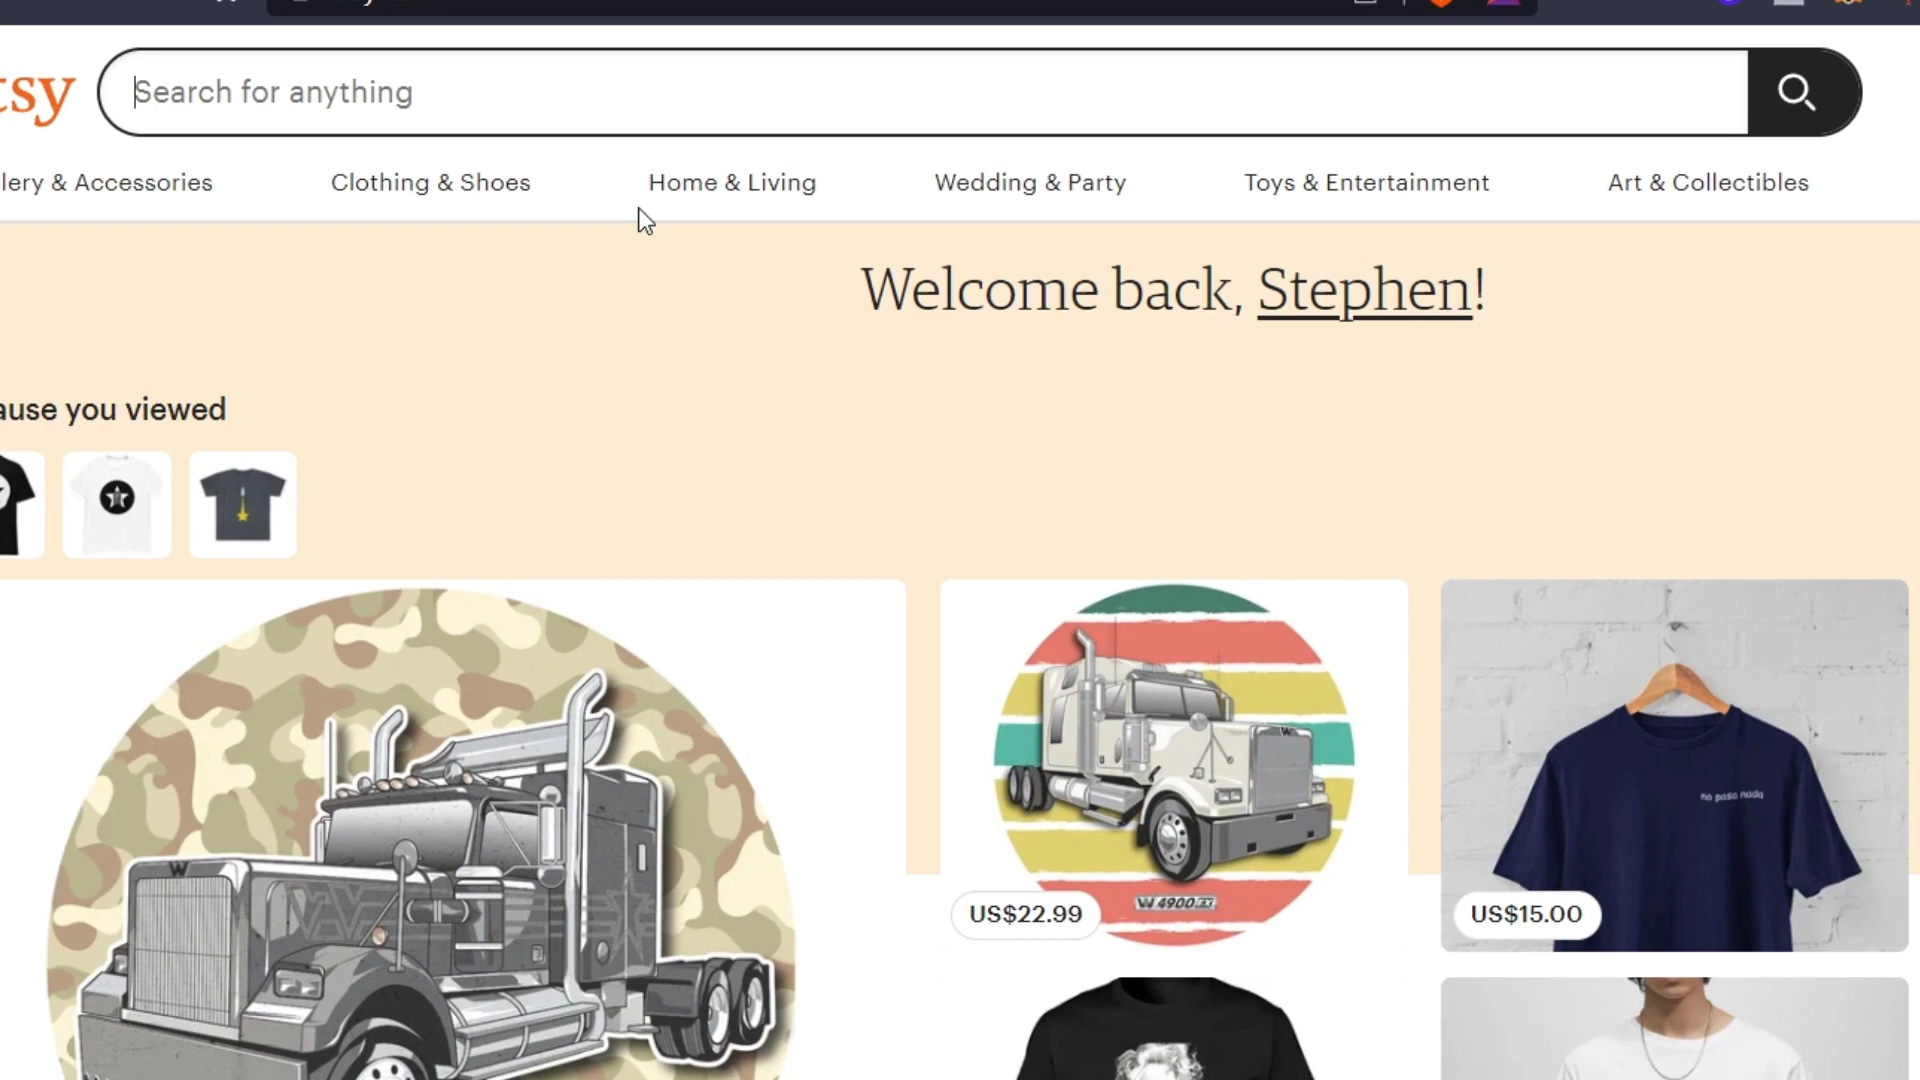 tsy
Search for anything
lery & Accessories
Clothing & Shoes
Home & Living
Wedding & Party
Toys & Entertainment
Art & Collectibles
Welcome back, Stephen!
ause you viewed
W
W
W 4900
US$22.99
no pasa nada
US$15.00